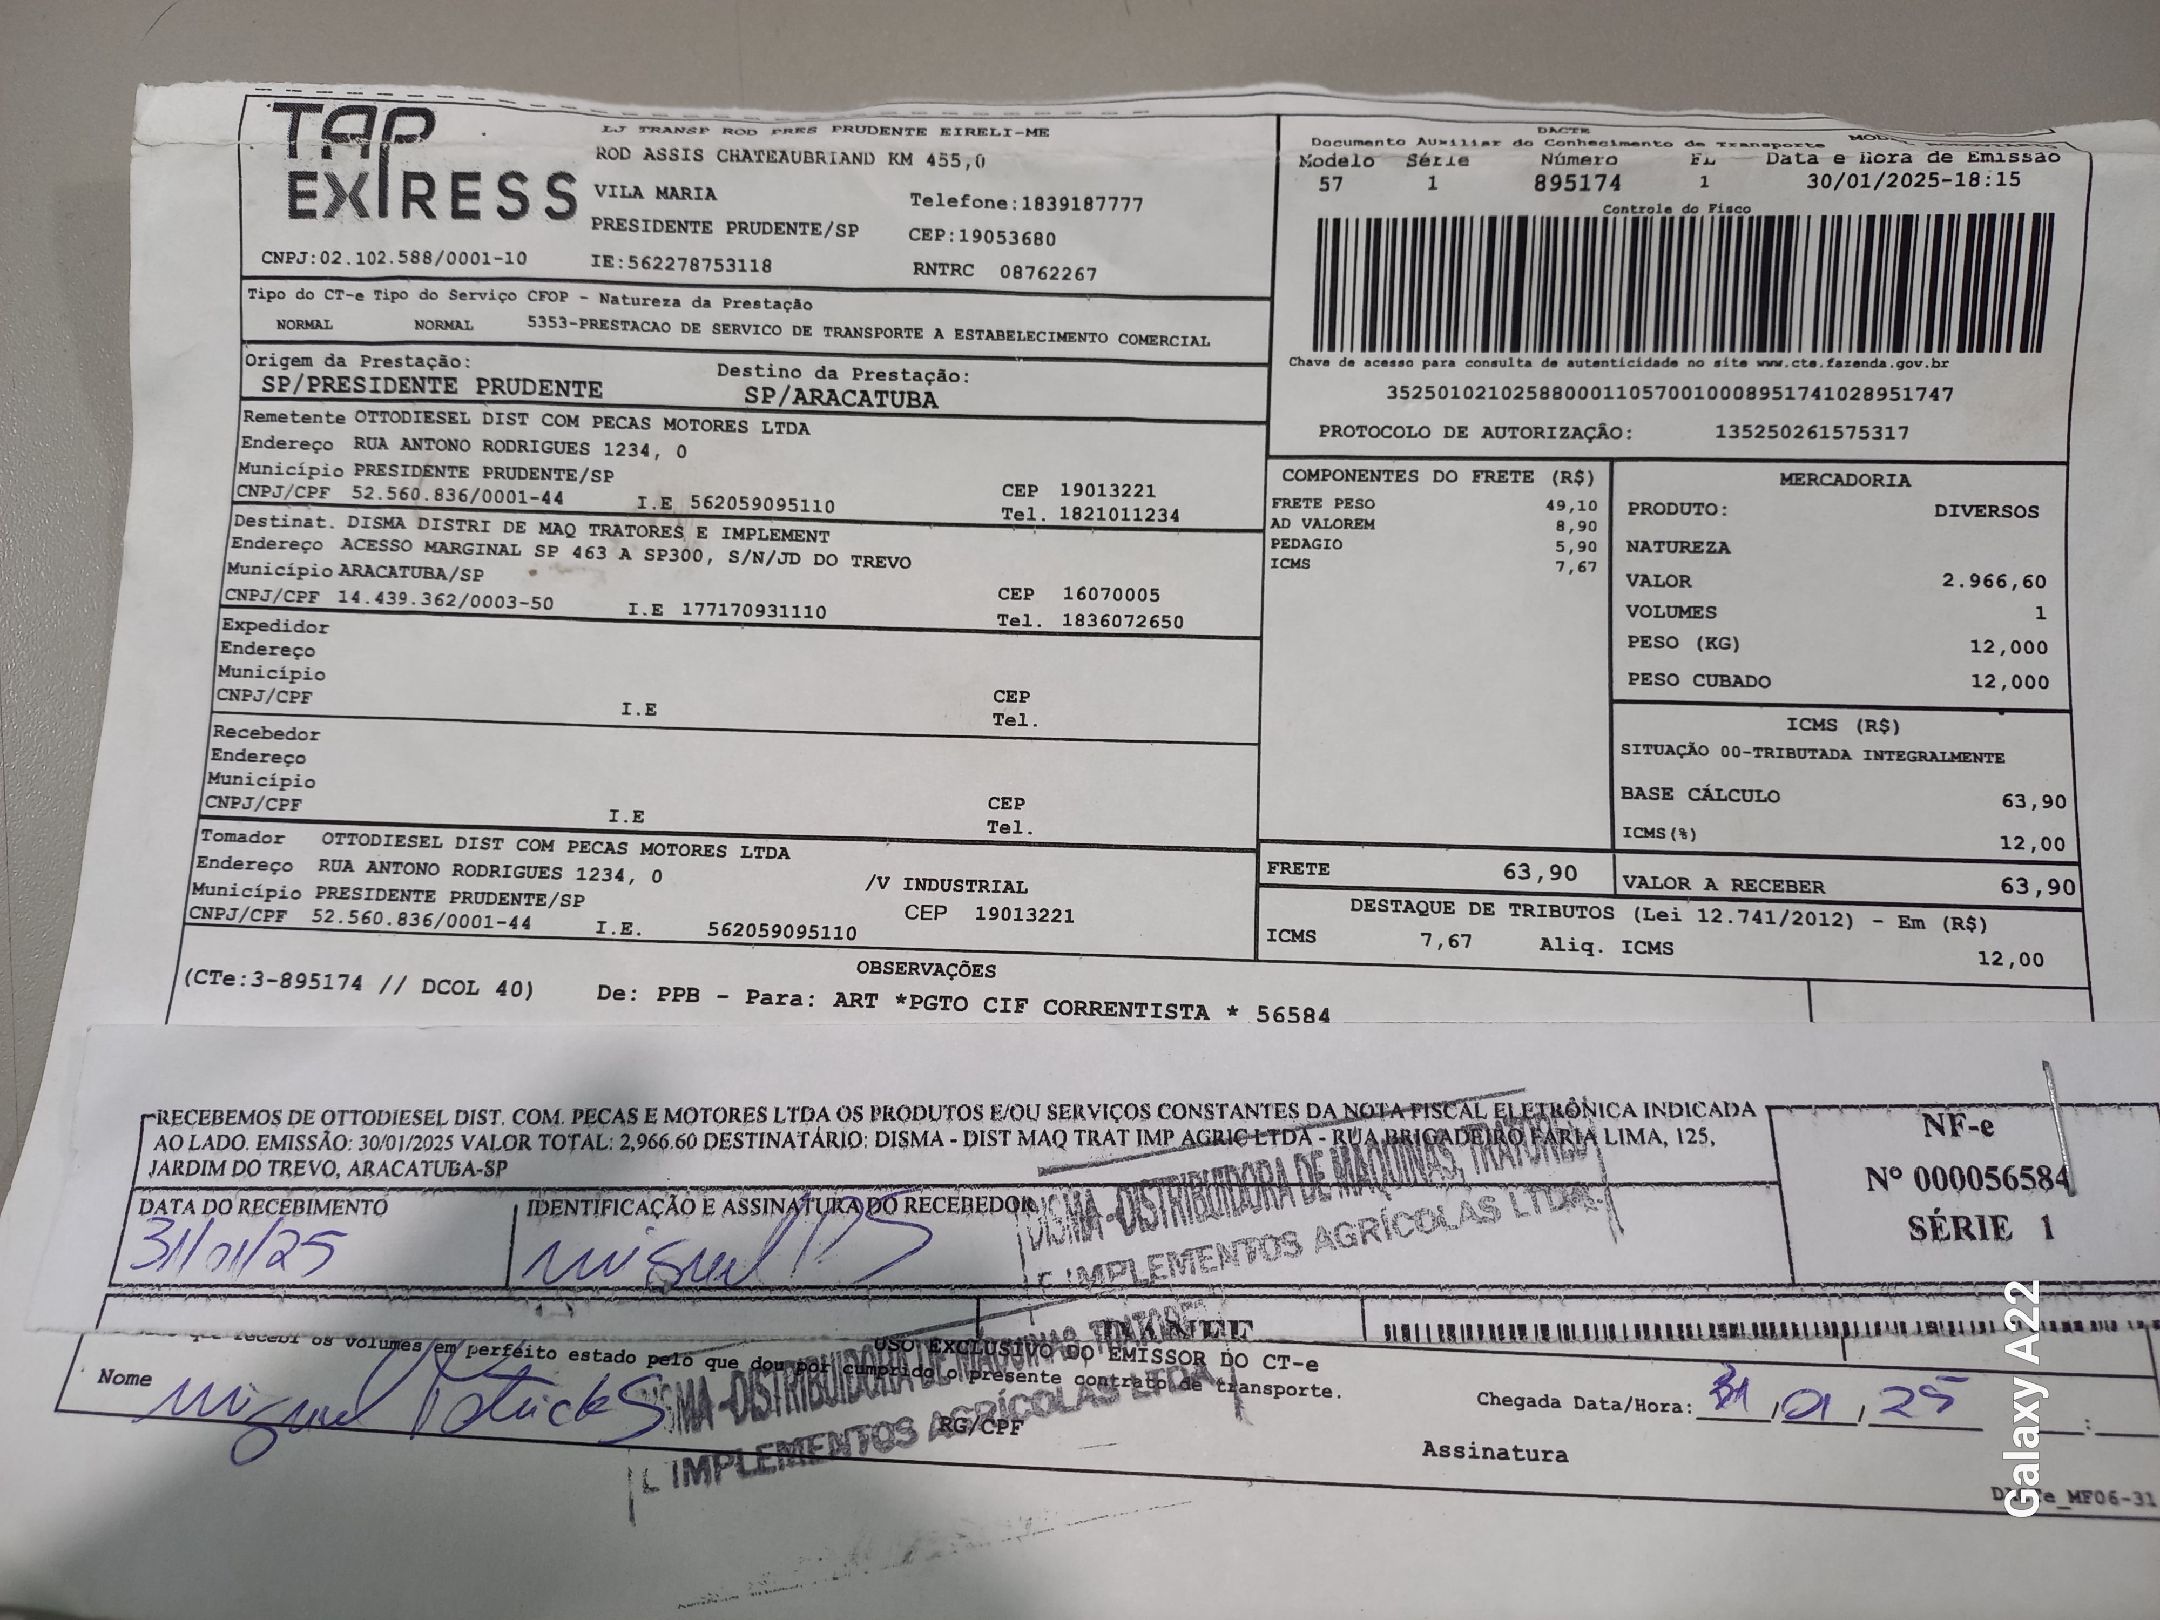 TAP
EXPRESS
LJ TRANSP ROD PRES PRUDENTE EIRELI-ME
ROD ASSIS CHATEAUBRIAND KM 455,0
VILA MARIA
Telefone:1839187777
PRESIDENTE PRUDENTE/SP
CEP:19053680
CNPJ:02.102.588/0001-10
IE:562278753118
RNTRC 08762267
DACTE
Documento Auxiliar do Conhecimento de Transporte
Modelo Série Número FL Data e Hora de Emissão
57 1 895174 1 30/01/2025-18:15
Controle do Fisco
Chave de acesso para consulta de autenticidade no site www.cte.fazenda.gov.br
35250102102588000110570010008951741028951747
PROTOCOLO DE AUTORIZAÇÃO: 135250261575317
Tipo do CT-e Tipo do Serviço CFOP - Natureza da Prestação
NORMAL NORMAL 5353-PRESTACAO DE SERVICO DE TRANSPORTE A ESTABELECIMENTO COMERCIAL
Origem da Prestação: Destino da Prestação:
SP/PRESIDENTE PRUDENTE SP/ARACATUBA
Remetente OTTODIESEL DIST COM PECAS MOTORES LTDA
Endereço RUA ANTONO RODRIGUES 1234, 0
Município PRESIDENTE PRUDENTE/SP
CEP 19013221
CNPJ/CPF 52.560.836/0001-44 I.E 562059095110
Tel. 1821011234
Destinat. DISMA DISTRI DE MAQ TRATORES E IMPLEMENT
Endereço ACESSO MARGINAL SP 463 A SP300, S/N/JD DO TREVO
Município ARACATUBA/SP
CEP 16070005
CNPJ/CPF 14.439.362/0003-50 I.E 177170931110
Tel. 1836072650
Expedidor
Endereço
Município
CEP
CNPJ/CPF I.E
Tel.
Recebedor
Endereço
Município
CEP
CNPJ/CPF I.E
Tel.
Tomador OTTODIESEL DIST COM PECAS MOTORES LTDA
Endereço RUA ANTONO RODRIGUES 1234, 0
/V INDUSTRIAL
Município PRESIDENTE PRUDENTE/SP
CEP 19013221
CNPJ/CPF 52.560.836/0001-44 I.E. 562059095110
COMPONENTES DO FRETE (R$)
FRETE PESO 49,10
AD VALOREM 8,90
PEDAGIO 5,90
ICMS 7,67
MERCADORIA
PRODUTO: DIVERSOS
NATUREZA
VALOR 2.966,60
VOLUMES 1
PESO (KG) 12,000
PESO CUBADO 12,000
ICMS (R$)
SITUAÇÃO 00-TRIBUTADA INTEGRALMENTE
BASE CÁLCULO 63,90
ICMS(%) 12,00
FRETE 63,90
VALOR A RECEBER 63,90
DESTAQUE DE TRIBUTOS (Lei 12.741/2012) - Em (R$)
ICMS 7,67 Aliq. ICMS 12,00
OBSERVAÇÕES
(CTe:3-895174 // DCOL 40) De: PPB - Para: ART *PGTO CIF CORRENTISTA * 56584
RECEBEMOS DE OTTODIESEL DIST. COM. PECAS E MOTORES LTDA OS PRODUTOS E/OU SERVIÇOS CONSTANTES DA NOTA FISCAL ELETRÔNICA INDICADA
AO LADO. EMISSÃO: 30/01/2025 VALOR TOTAL: 2,966.60 DESTINATÁRIO: DISMA - DIST MAQ TRAT IMP AGRIC LTDA - RUA BRIGADEIRO FARIA LIMA, 125,
JARDIM DO TREVO, ARACATUBA-SP
NF-e
Nº 000056584
SÉRIE 1
DATA DO RECEBIMENTO
31/01/25
IDENTIFICAÇÃO E ASSINATURA DO RECEBEDOR
Miguel
DISMA - DISTRIBUIDORA DE MAQUINAS, TRATORES
E IMPLEMENTOS AGRÍCOLAS LTDA
USO EXCLUSIVO DO EMISSOR DO CT-e
que recebi os volumes em perfeito estado pelo que dou por cumprido o presente contrato de transporte.
Nome Miguel
DISMA - DISTRIBUIDORA DE MAQUINAS, TRATORES
E IMPLEMENTOS AGRÍCOLAS LTDA
RG/CPF
Chegada Data/Hora: 31/01/25 :
Assinatura
MF06-31
Galaxy A22